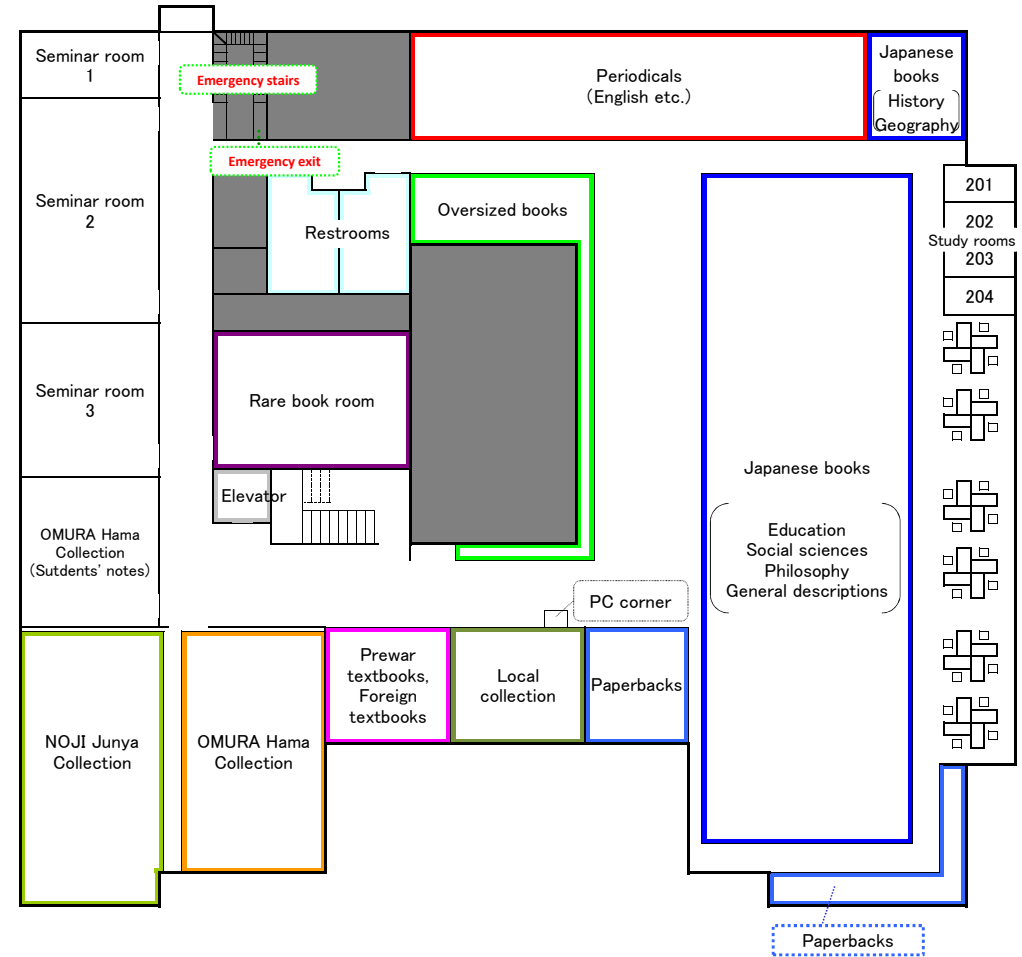 Seminar room
1
Emergency stairs
Periodicals
(English etc.)
Japanese
books
History
Geography
Emergency exit
Seminar room
2
Restrooms
Oversized books
201
202
Study rooms
203
204
Seminar room
3
Rare book room
Elevator
Japanese books
Education
Social sciences
Philosophy
General descriptions
OMURA Hama
Collection
(Sutdents' notes)
PC corner
NOJI Junya
Collection
OMURA Hama
Collection
Prewar
textbooks,
Foreign
textbooks
Local
collection
Paperbacks
Paperbacks